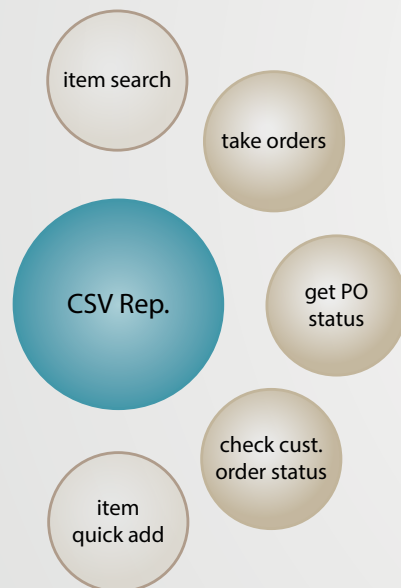 item search
take orders
CSV Rep.
get PO
status
check cust.
order status
item
quick add